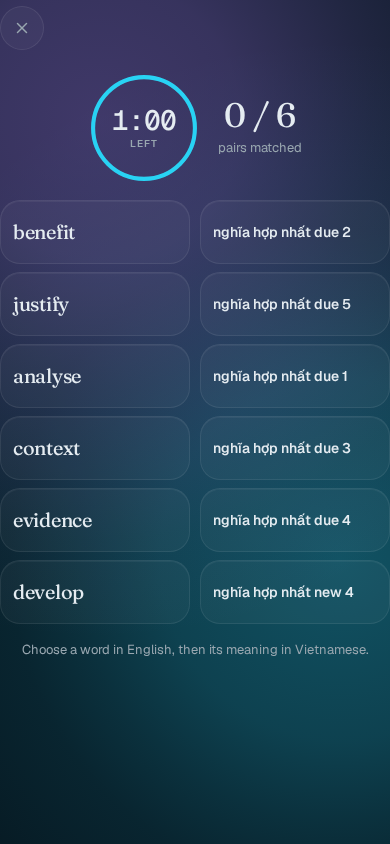 1:00
LEFT
0/6
pairs matched
benefit
nghĩa hợp nhất due 2
justify
nghĩa hợp nhất due 5
analyse
nghĩa hợp nhất due 1
context
nghĩa hợp nhất due 3
evidence
nghĩa hợp nhất due 4
develop
nghĩa hợp nhất new 4
Choose a word in English, then its meaning in Vietnamese.